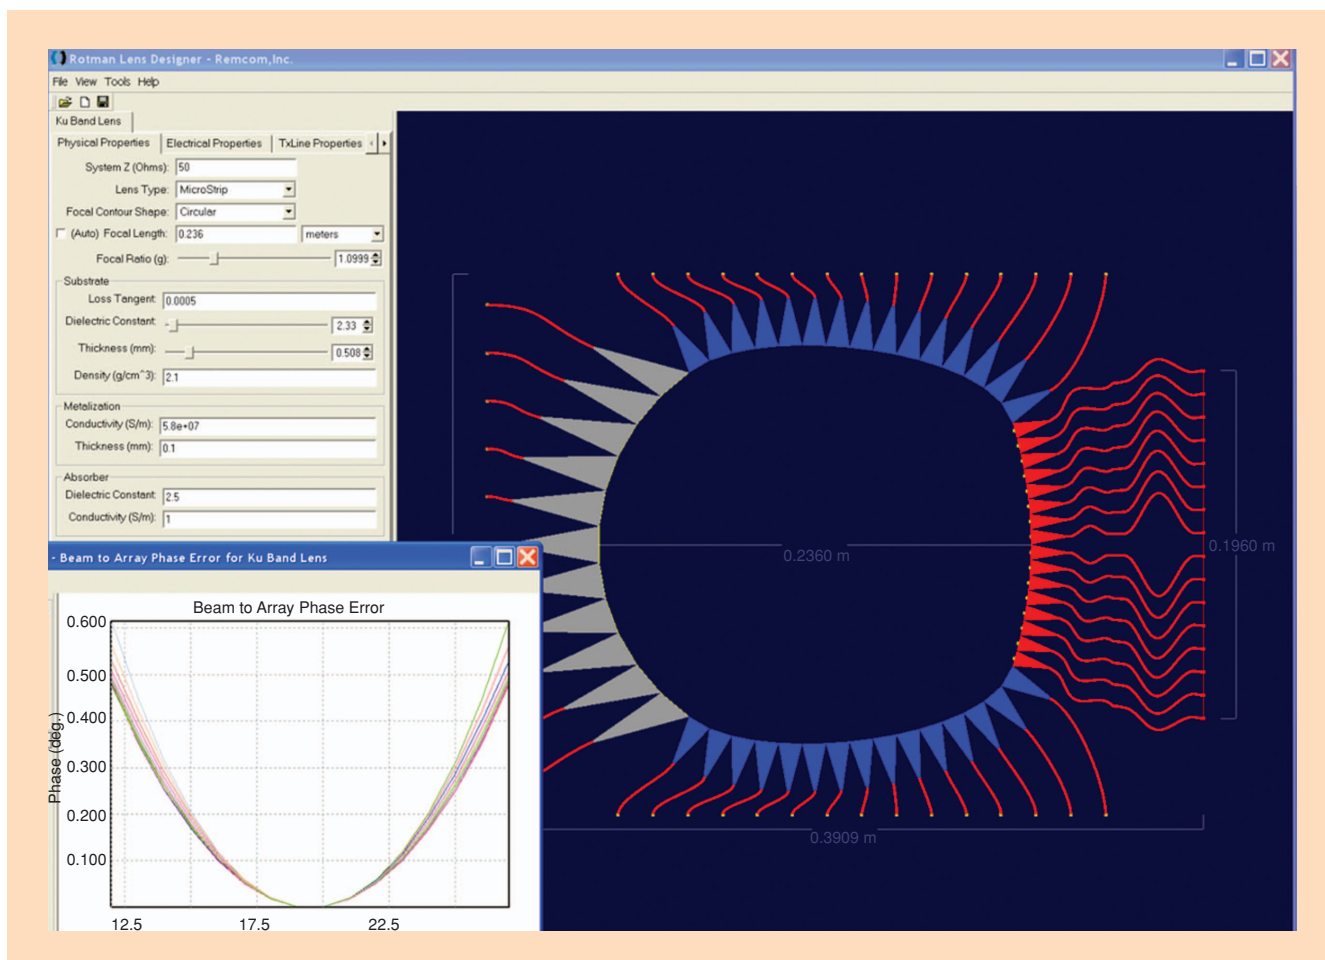 Rotman Lens Designer - Remcom,Inc.
File View Tools Help
Ku Band Lens
Physical Properties Electrical Properties TxLine Properties
System Z (Ohms): 50
Lens Type: MicroStrip
Focal Contour Shape: Circular
(Auto) Focal Length: 0.236 meters
Focal Ratio (g): 1.0999
Substrate
Loss Tangent: 0.0005
Dielectric Constant: 2.33
Thickness (mm): 0.508
Density (g/cm^3): 2.1
Metalization
Conductivity (S/m): 5.8e+07
Thickness (mm): 0.1
Absorber
Dielectric Constant: 2.5
Conductivity (S/m): 1
- Beam to Array Phase Error for Ku Band Lens
Beam to Array Phase Error
Phase (deg.)
0.600
0.500
0.400
0.300
0.200
0.100
12.5 17.5 22.5
0.2360 m
0.1960 m
0.3909 m